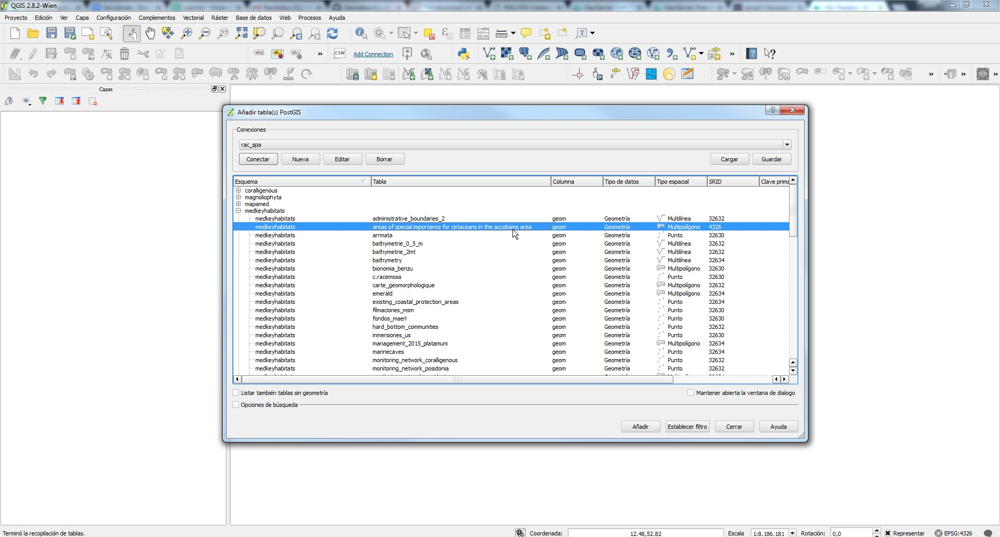 QGIS 2.8.2-Wien
Proyecto Edición Ver Capa Configuración Complementos Vectorial Ráster Base de datos Web Procesos Ayuda
CSW Add Connection
Capas
Añadir tabla(s) PostGIS
Conexiones
rac_spa
Conectar Nueva Editar Borrar Cargar Guardar
Esquema Tabla Columna Tipo de datos Tipo espacial SRID Clave prima
coralligenous
magnoliophyta
mapamed
medkeyhabitats
medkeyhabitats administrative_boundaries_2 geom Geometría Multilínea 32632
medkeyhabitats areas of special importance for cetaceans in the accobams area geom Geometría Multipolígono 4326
medkeyhabitats arrmata geom Geometría Punto 32630
medkeyhabitats bathymetrie_0_5_m geom Geometría Multilínea 32632
medkeyhabitats bathymetrie_2mt geom Geometría Multilínea 32632
medkeyhabitats bathymetry geom Geometría Multilínea 32634
medkeyhabitats bionomia_benzu geom Geometría Multipolígono 32630
medkeyhabitats c.racemosa geom Geometría Punto 32630
medkeyhabitats carte_geomorphologique geom Geometría Multipolígono 32632
medkeyhabitats emerald geom Geometría Multipolígono 32634
medkeyhabitats existing_coastal_protection_areas geom Geometría Punto 32634
medkeyhabitats filmaciones_msm geom Geometría Punto 32630
medkeyhabitats fondos_maerl geom Geometría Punto 32630
medkeyhabitats hard_bottom_communities geom Geometría Punto 32632
medkeyhabitats inmersiones_us geom Geometría Punto 32630
medkeyhabitats management_2015_platamuni geom Geometría Multipolígono 32634
medkeyhabitats marinecaves geom Geometría Punto 32634
medkeyhabitats monitoring_network_coralligenous geom Geometría Punto 32632
medkeyhabitats monitoring_network_posidonia geom Geometría Punto 32632
Listar también tablas sin geometría Mantener abierta la ventana de dialogo
Opciones de búsqueda
Añadir Establecer filtro Cerrar Ayuda
Terminó la recopilación de tablas. Coordenada: 12.48,52.82 Escala 1:8.186.181 Rotación: 0,0 Representar EPSG:4326